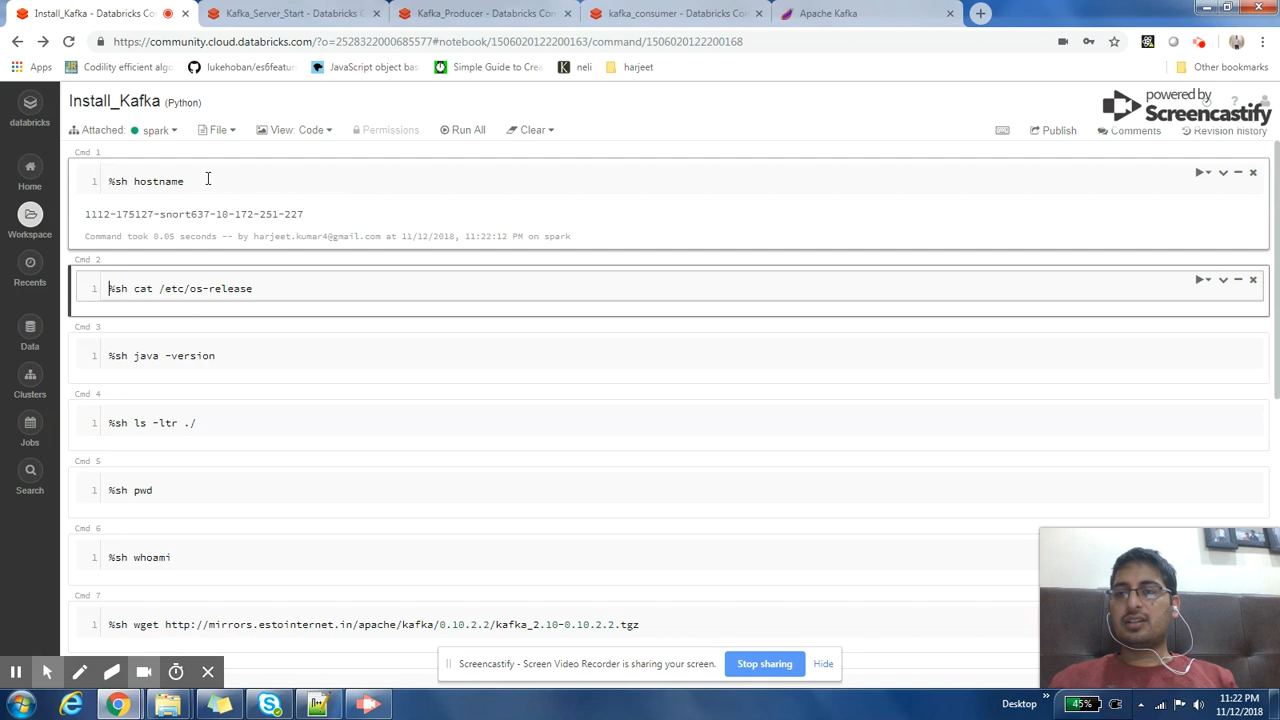 Install_Kafka - Databricks Co
Kafka_Server_Start - Databricks C
Kafka_Producer - Databricks Com
kafka_consumer - Databricks Com
Apache Kafka
https://community.cloud.databricks.com/?o=2528322000685577#notebook/1506020122200163/command/1506020122200168
Apps
Codility efficient algo
lukehoban/es6featur
JavaScript object bas
Simple Guide to Crea
neli
harjeet
Other bookmarks
databricks
Home
Workspace
Recents
Data
Clusters
Jobs
Search
Install_Kafka (Python)
powered by
Screencastify
Attached: spark
File
View: Code
Permissions
Run All
Clear
Publish
Comments
Revision history
Cmd 1
1 %sh hostname
1112-175127-snort637-10-172-251-227
Command took 0.05 seconds -- by harjeet.kumar4@gmail.com at 11/12/2018, 11:22:12 PM on spark
Cmd 2
1 %sh cat /etc/os-release
Cmd 3
1 %sh java -version
Cmd 4
1 %sh ls -ltr ./
Cmd 5
1 %sh pwd
Cmd 6
1 %sh whoami
Cmd 7
1 %sh wget http://mirrors.estointernet.in/apache/kafka/0.10.2.2/kafka_2.10-0.10.2.2.tgz
Screencastify - Screen Video Recorder is sharing your screen.
Stop sharing
Hide
Desktop
45%
11:22 PM
11/12/2018